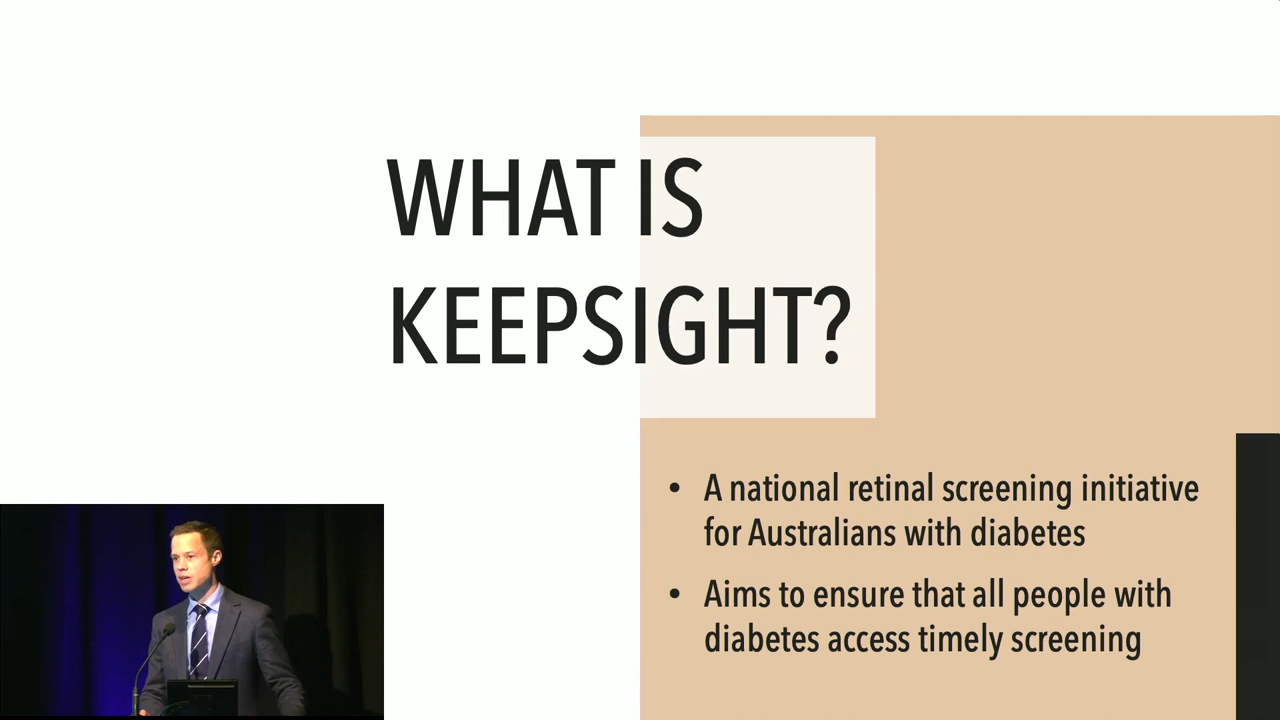 WHAT IS
KEEPSIGHT?
• A national retinal screening initiative
for Australians with diabetes
• Aims to ensure that all people with
diabetes access timely screening